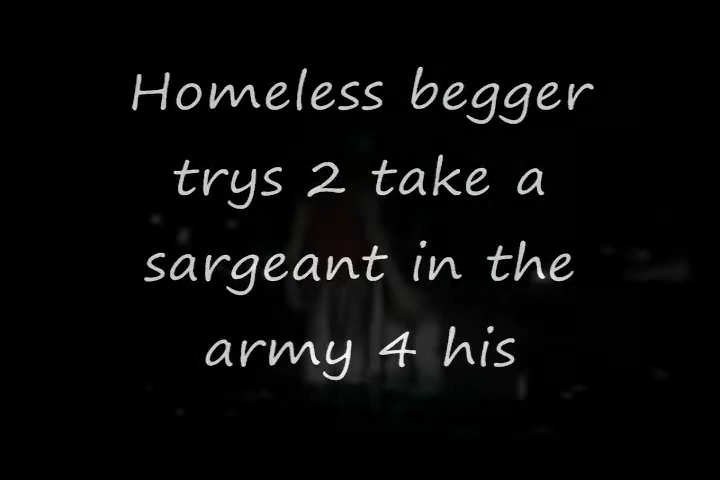 Homeless begger
trys 2 take a
sargeant in the
army 4 his